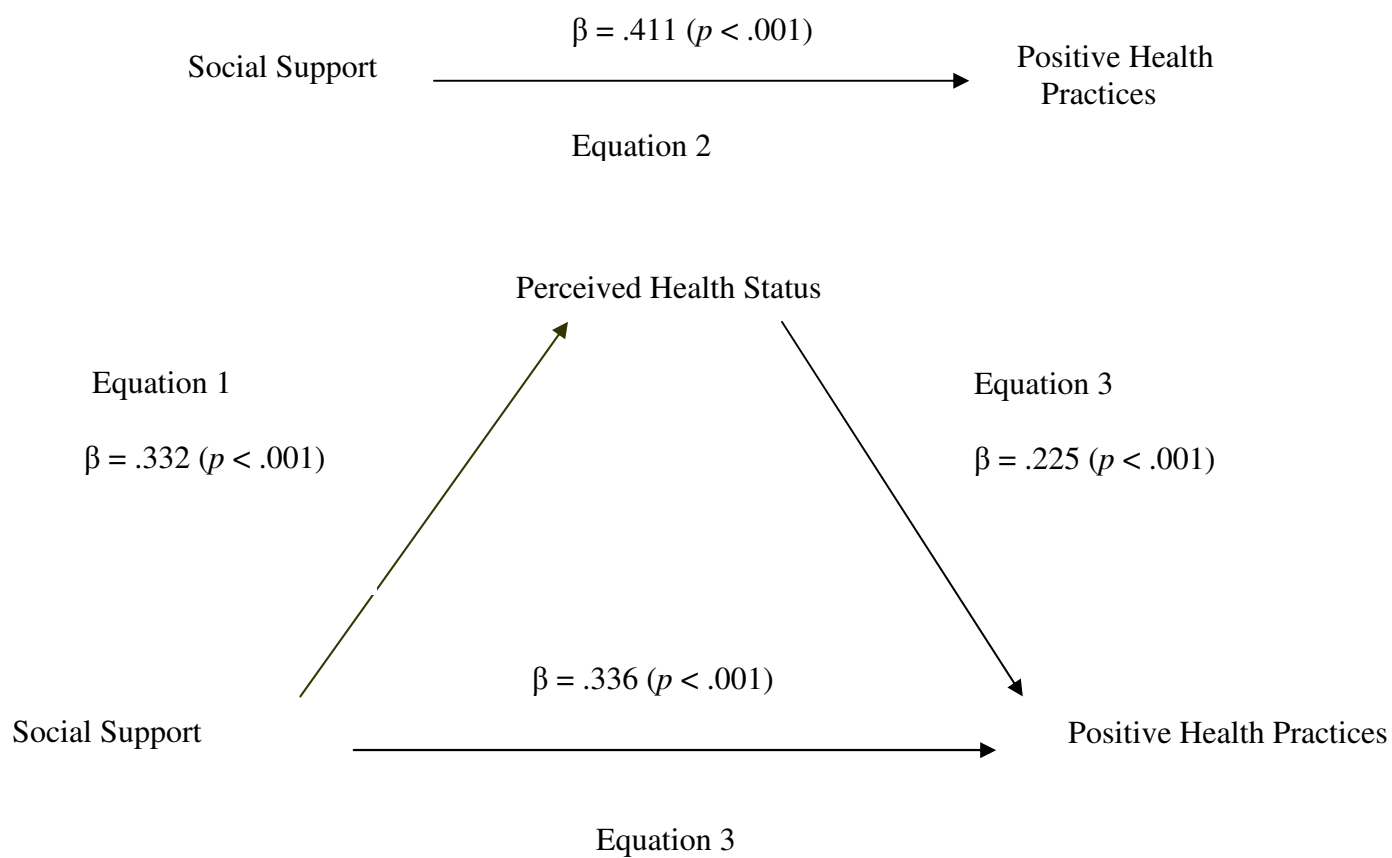 β = .411 (p < .001)
Social Support
Positive Health
Practices
Equation 2
Perceived Health Status
Equation 1
Equation 3
β = .332 (p < .001)
β = .225 (p < .001)
β = .336 (p < .001)
Social Support
Positive Health Practices
Equation 3